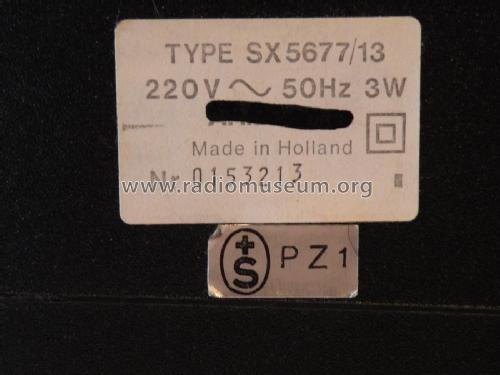 TYPE SX5677/13
220V ~ 50Hz 3W
Made in Holland
Nr. 0153213
www.radiomuseum.org
+S PZ1